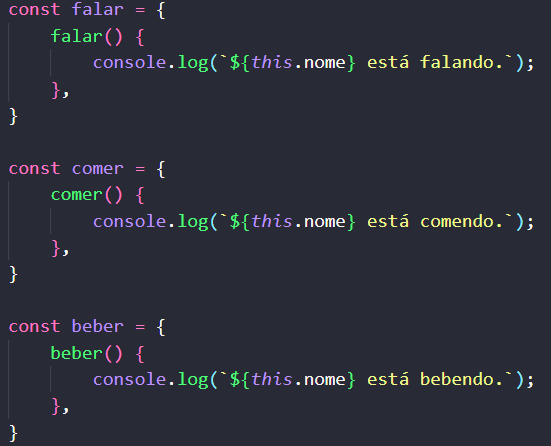 const falar = {
    falar() {
        console.log(`${this.nome} está falando.`);
    },
}

const comer = {
    comer() {
        console.log(`${this.nome} está comendo.`);
    },
}

const beber = {
    beber() {
        console.log(`${this.nome} está bebendo.`);
    },
}